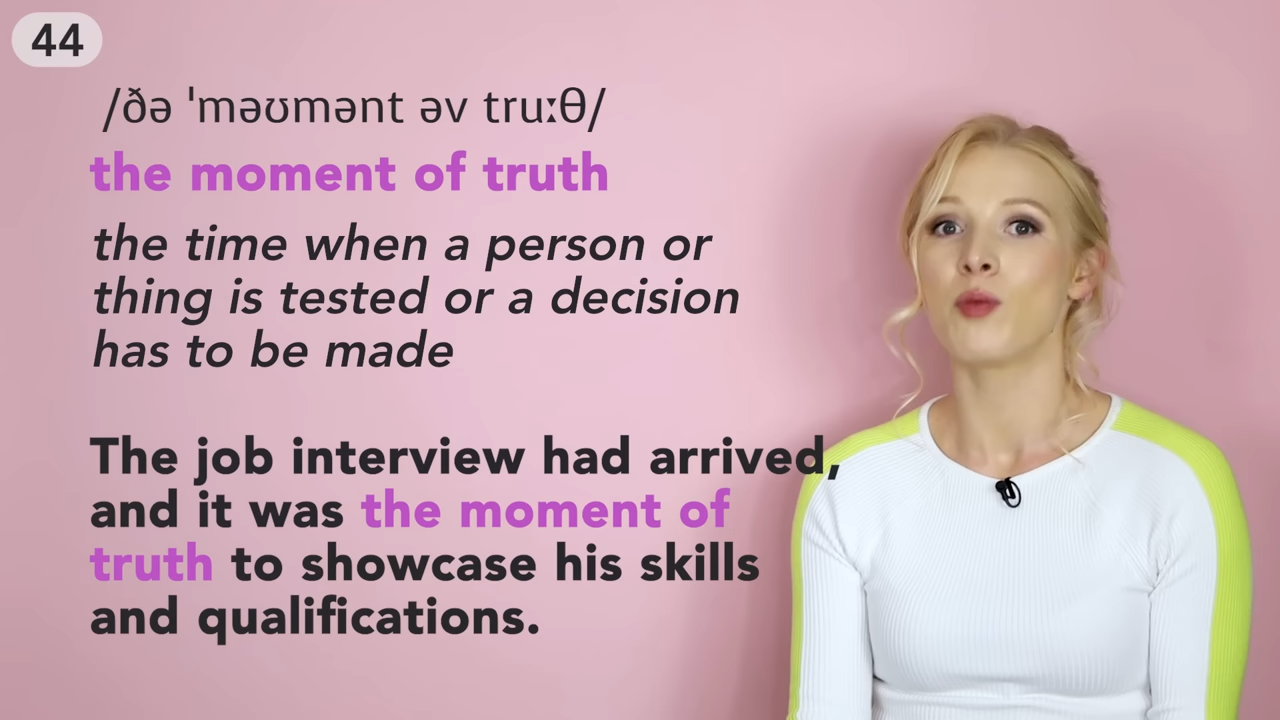 44
/ðə ˈməʊmənt əv truːθ/
the moment of truth
the time when a person or
thing is tested or a decision
has to be made
The job interview had arrived,
and it was the moment of
truth to showcase his skills
and qualifications.